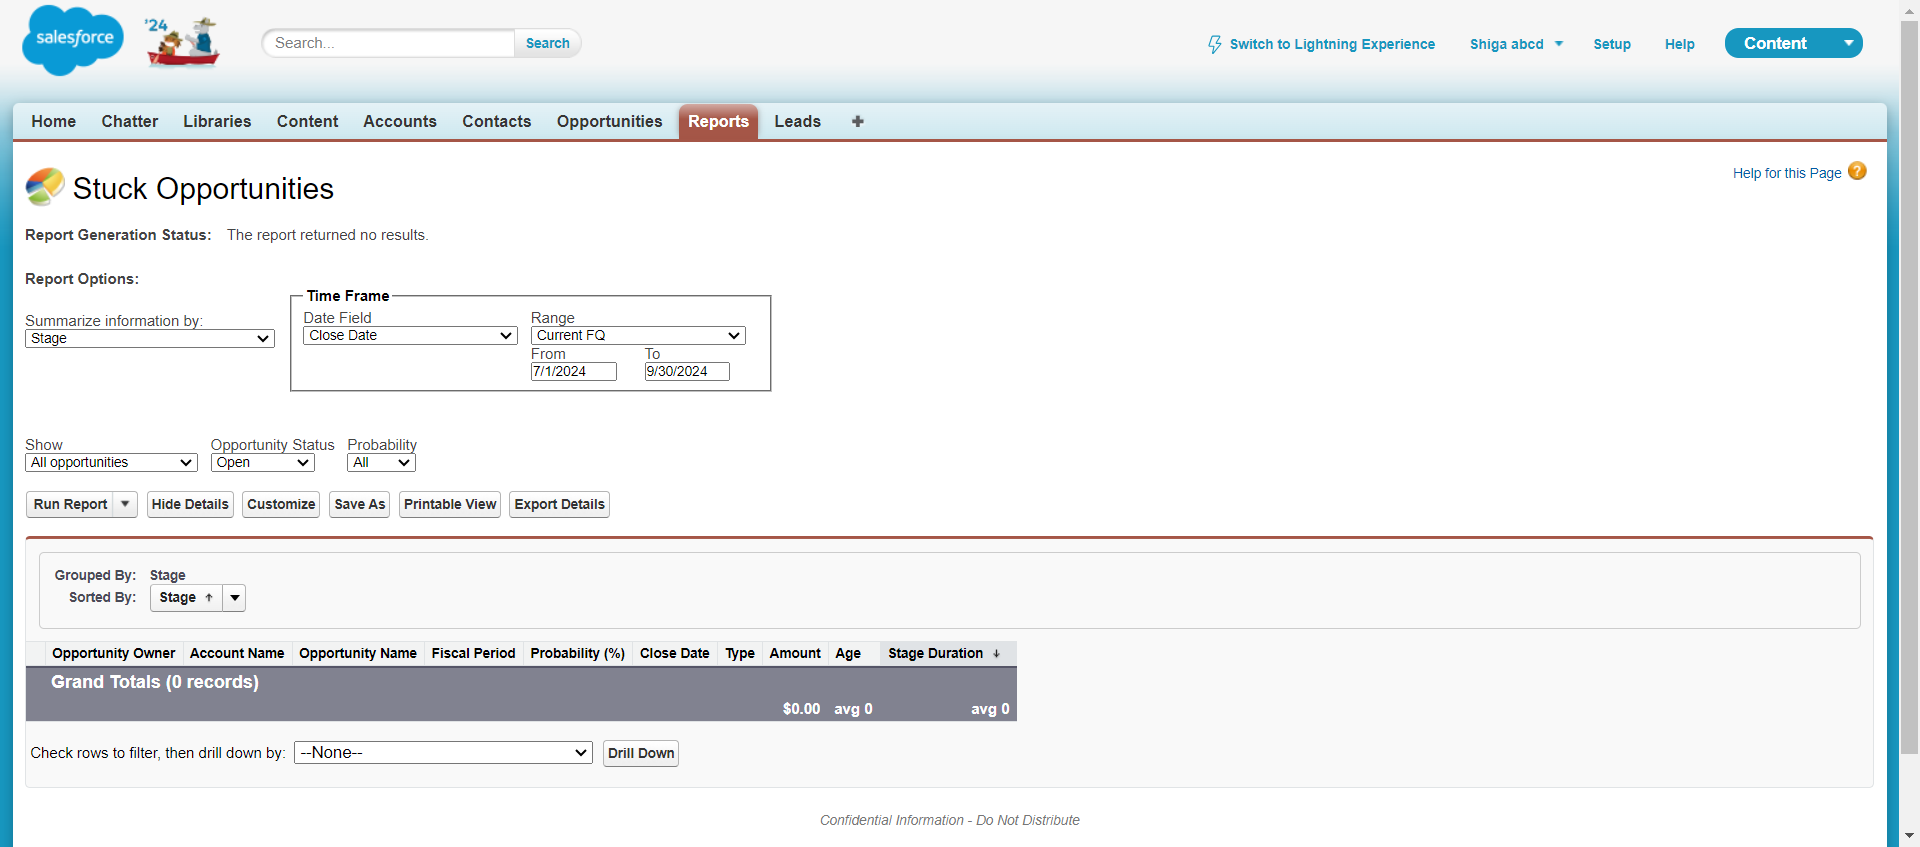 salesforce
'24
Search...
Search
Switch to Lightning Experience
Shiga abcd
Setup
Help
Content
Home
Chatter
Libraries
Content
Accounts
Contacts
Opportunities
Reports
Leads
Stuck Opportunities
Help for this Page
?
Report Generation Status: The report returned no results.
Report Options:
Time Frame
Summarize information by:
Stage
Date Field
Close Date
Range
Current FQ
From
7/1/2024
To
9/30/2024
Show
All opportunities
Opportunity Status
Open
Probability
All
Run Report
Hide Details
Customize
Save As
Printable View
Export Details
Grouped By: Stage
Sorted By: Stage ↑
Opportunity Owner Account Name Opportunity Name Fiscal Period Probability (%) Close Date Type Amount Age Stage Duration ↓
Grand Totals (0 records)
$0.00 avg 0 avg 0
Check rows to filter, then drill down by: --None-- Drill Down
Confidential Information - Do Not Distribute